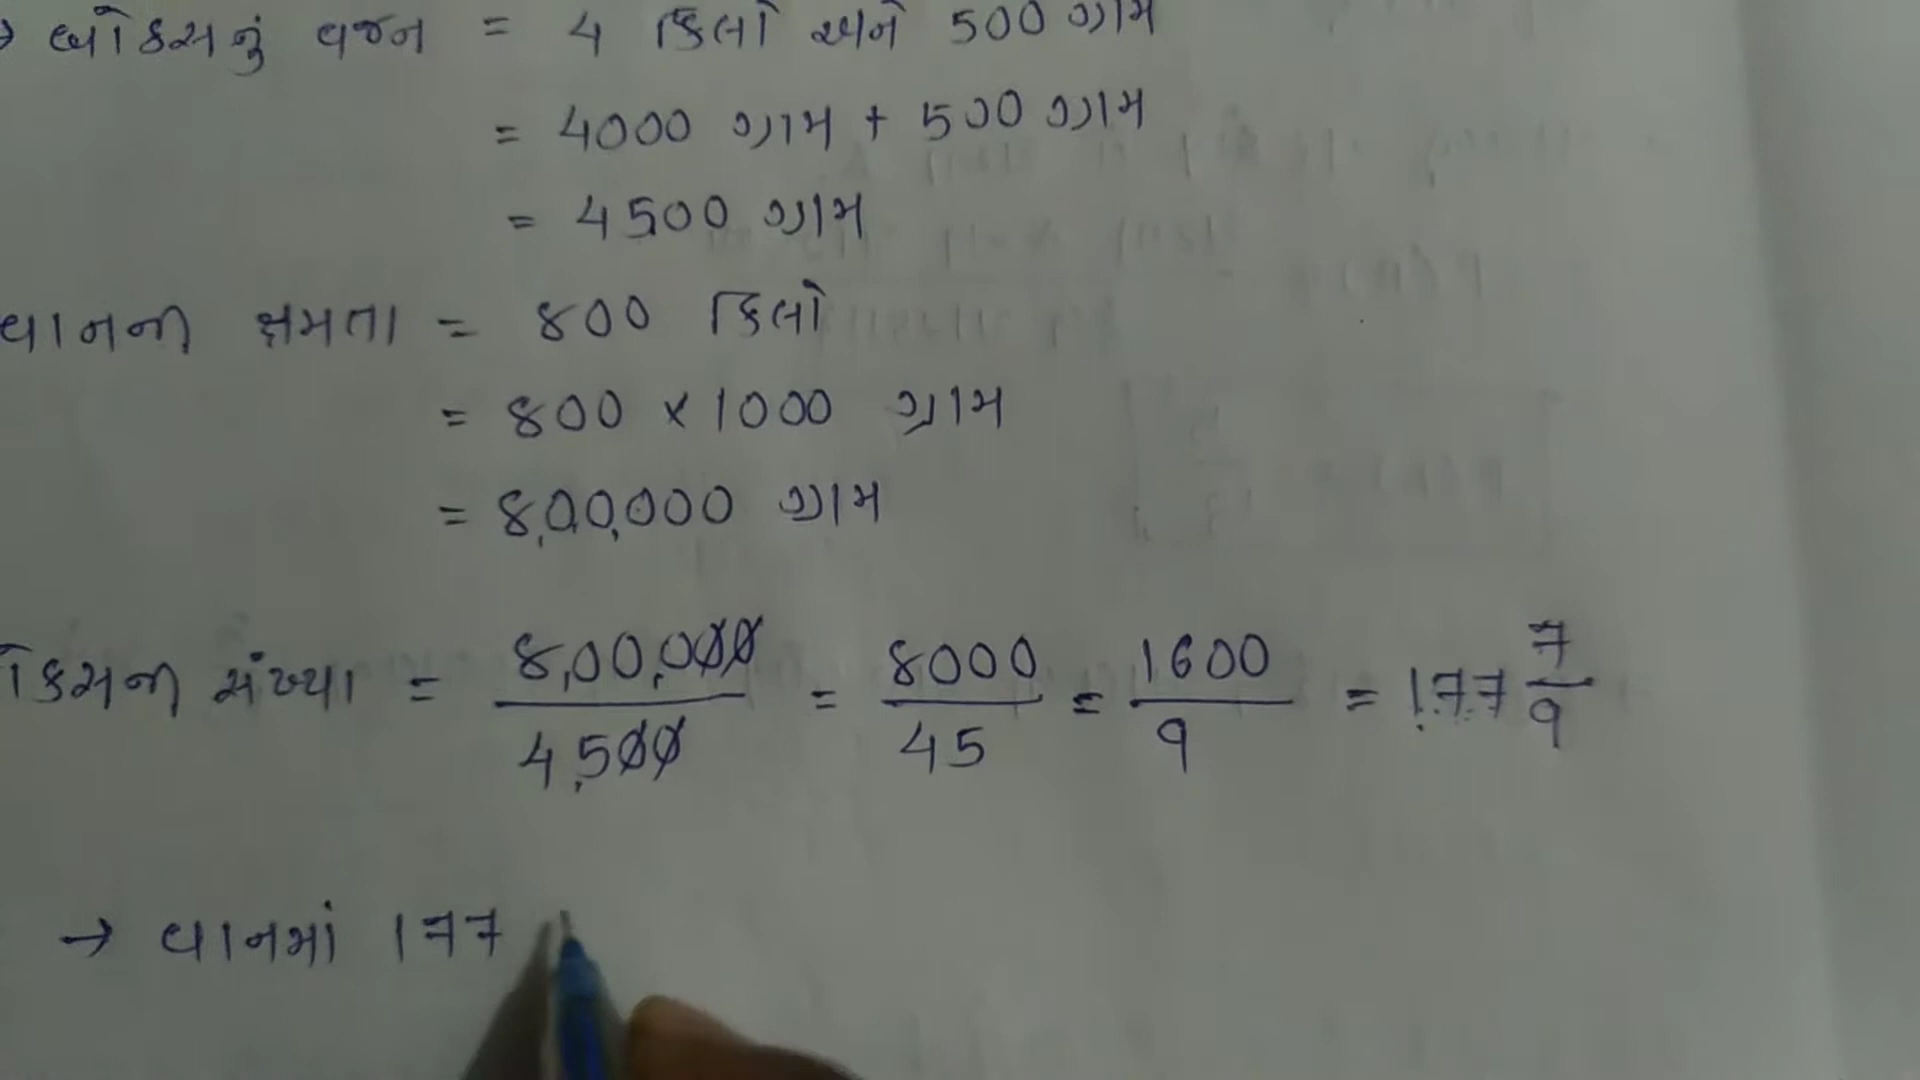 → બોક્સનું વજન = 4 કિલો અને 500 ગ્રામ
= 4000 ગ્રામ + 500 ગ્રામ
= 4500 ગ્રામ
વાનની ક્ષમતા = 800 કિલો
= 800 × 1000 ગ્રામ
= 8,00,000 ગ્રામ
ોક્સની સંખ્યા = 8,00,000/4,500 = 8000/45 = 1600/9 = 177 7/9
→ વાનમાં 177